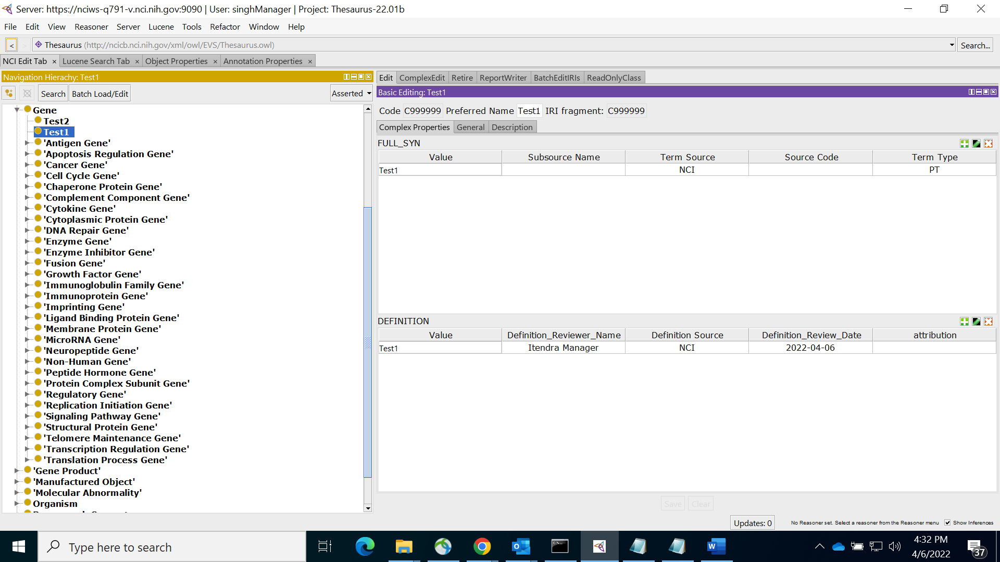 Server: https://nciws-q791-v.nci.nih.gov:9090 | User: singhManager | Project: Thesaurus-22.01b
File Edit View Reasoner Server Lucene Tools Refactor Window Help
< > Thesaurus (http://ncicb.nci.nih.gov/xml/owl/EVS/Thesaurus.owl) Search...
NCI Edit Tab × Lucene Search Tab × Object Properties × Annotation Properties ×
Navigation Hierachy: Test1
Search Batch Load/Edit Asserted
Gene
Test2
Test1
'Antigen Gene'
'Apoptosis Regulation Gene'
'Cancer Gene'
'Cell Cycle Gene'
'Chaperone Protein Gene'
'Complement Component Gene'
'Cytokine Gene'
'Cytoplasmic Protein Gene'
'DNA Repair Gene'
'Enzyme Gene'
'Enzyme Inhibitor Gene'
'Fusion Gene'
'Growth Factor Gene'
'Immunoglobulin Family Gene'
'Immunoprotein Gene'
'Imprinting Gene'
'Ligand Binding Protein Gene'
'Membrane Protein Gene'
'MicroRNA Gene'
'Neuropeptide Gene'
'Non-Human Gene'
'Peptide Hormone Gene'
'Protein Complex Subunit Gene'
'Regulatory Gene'
'Replication Initiation Gene'
'Signaling Pathway Gene'
'Structural Protein Gene'
'Telomere Maintenance Gene'
'Transcription Regulation Gene'
'Translation Process Gene'
'Gene Product'
'Manufactured Object'
'Molecular Abnormality'
Organism
Edit ComplexEdit Retire ReportWriter BatchEditIRIs ReadOnlyClass
Basic Editing: Test1
Code C999999 Preferred Name Test1 IRI fragment: C999999
Complex Properties General Description
FULL_SYN
Value Subsource Name Term Source Source Code Term Type
Test1 NCI PT
DEFINITION
Value Definition_Reviewer_Name Definition Source Definition_Review_Date attribution
Test1 Itendra Manager NCI 2022-04-06
Save Clear
Updates: 0 No Reasoner set. Select a reasoner from the Reasoner menu Show Inferences
Type here to search
4:32 PM
4/6/2022
37